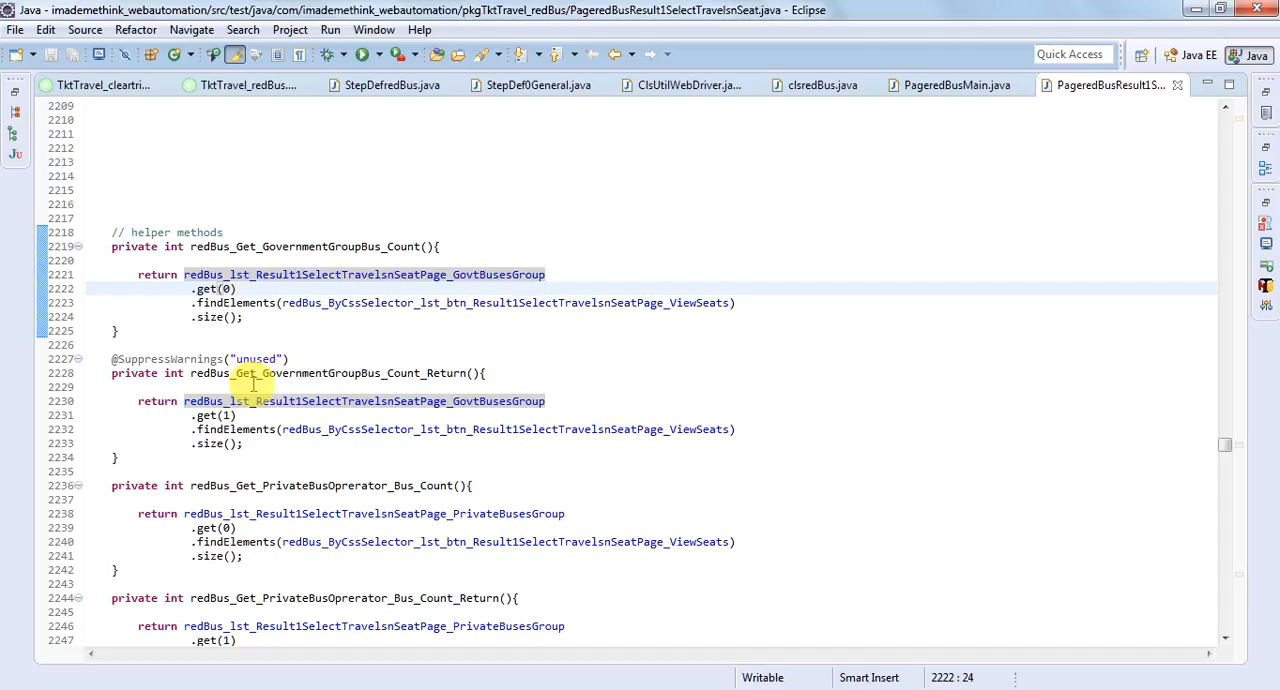 Java - imademethink_webautomation/src/test/java/com/imademethink_webautomation/pkgTktTravel_redBus/PageredBusResult1SelectTravelsnSeat.java - Eclipse
File Edit Source Refactor Navigate Search Project Run Window Help
Quick Access Java EE Java
TktTravel_cleartri... TktTravel_redBus.... StepDefredBus.java StepDef0General.java ClsUtilWebDriver.ja... clsredBus.java PageredBusMain.java PageredBusResult1S...
2209
2210
2211
2212
2213
2214
2215
2216
2217
2218 // helper methods
2219 private int redBus_Get_GovernmentGroupBus_Count(){
2220
2221 return redBus_lst_Result1SelectTravelsnSeatPage_GovtBusesGroup
2222 .get(0)
2223 .findElements(redBus_ByCssSelector_lst_btn_Result1SelectTravelsnSeatPage_ViewSeats)
2224 .size();
2225 }
2226
2227 @SuppressWarnings("unused")
2228 private int redBus_Get_GovernmentGroupBus_Count_Return(){
2229
2230 return redBus_lst_Result1SelectTravelsnSeatPage_GovtBusesGroup
2231 .get(1)
2232 .findElements(redBus_ByCssSelector_lst_btn_Result1SelectTravelsnSeatPage_ViewSeats)
2233 .size();
2234 }
2235
2236 private int redBus_Get_PrivateBusOprerator_Bus_Count(){
2237
2238 return redBus_lst_Result1SelectTravelsnSeatPage_PrivateBusesGroup
2239 .get(0)
2240 .findElements(redBus_ByCssSelector_lst_btn_Result1SelectTravelsnSeatPage_ViewSeats)
2241 .size();
2242 }
2243
2244 private int redBus_Get_PrivateBusOprerator_Bus_Count_Return(){
2245
2246 return redBus_lst_Result1SelectTravelsnSeatPage_PrivateBusesGroup
2247 .get(1)
Writable Smart Insert 2222 : 24